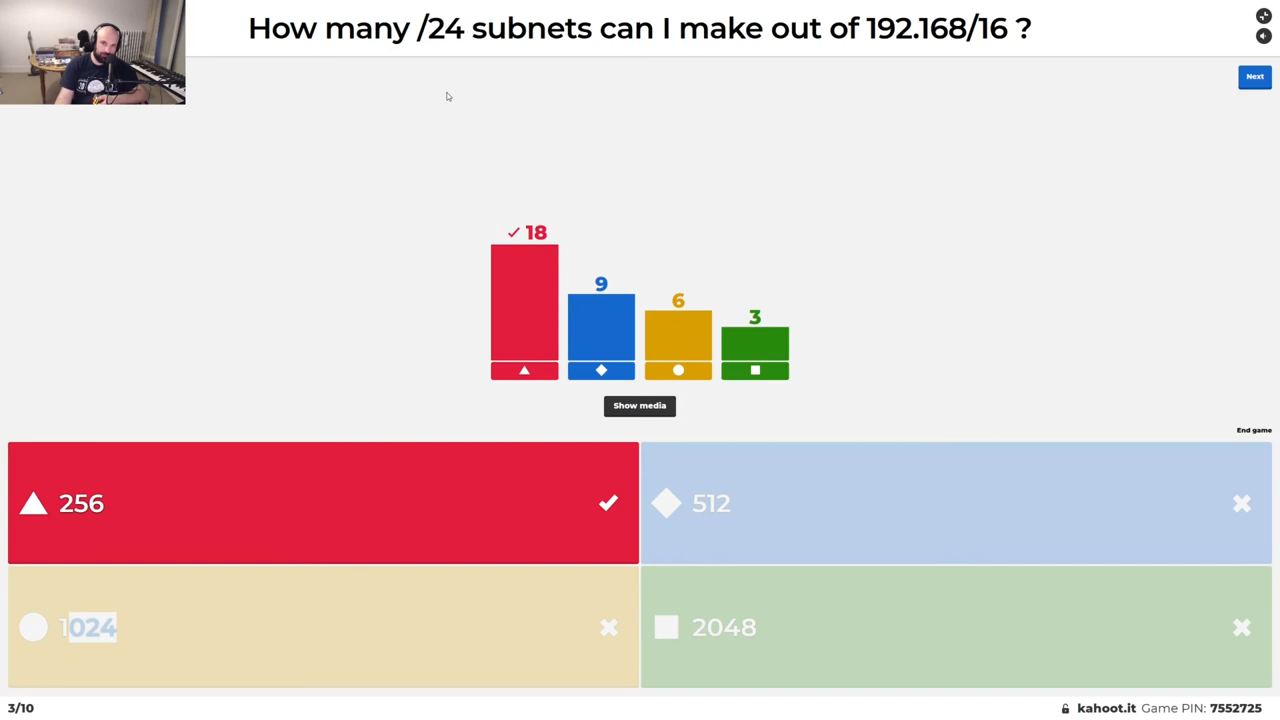 How many /24 subnets can I make out of 192.168/16 ?
Next
18
9
6
3
Show media
End game
256
512
1024
2048
3/10
kahoot.it Game PIN: 7552725